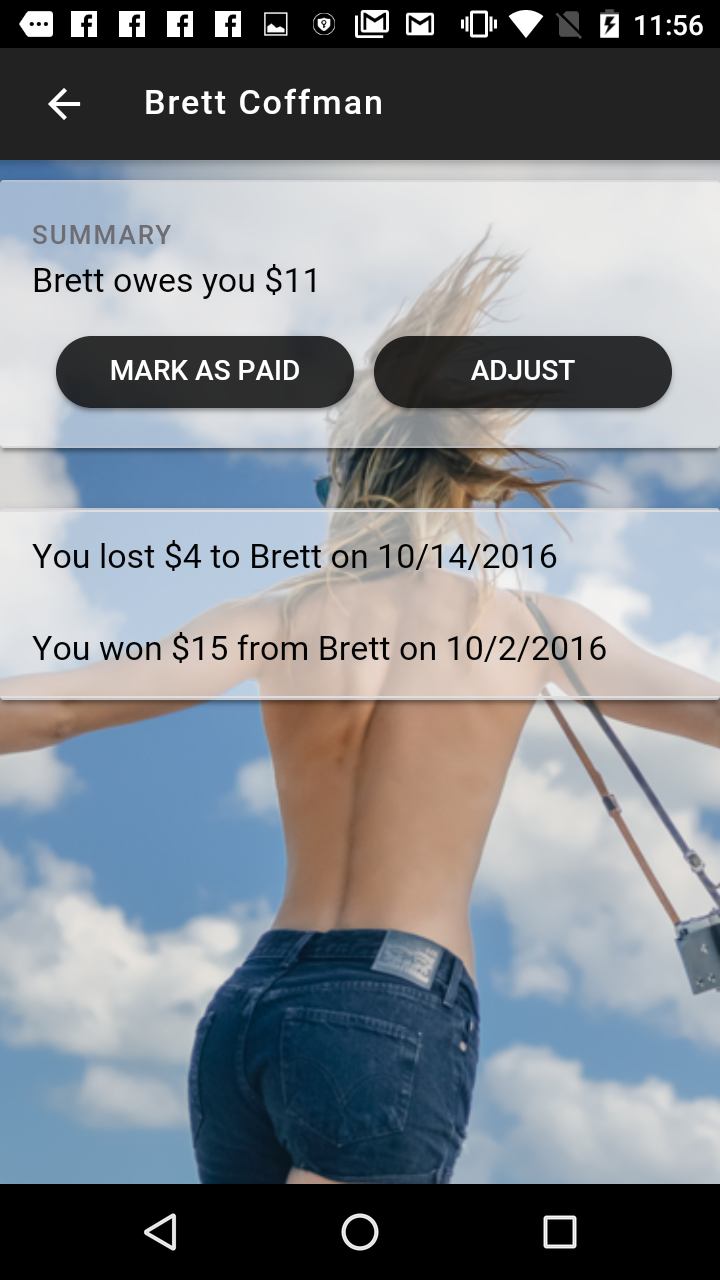 11:56
Brett Coffman
SUMMARY
Brett owes you $11
MARK AS PAID
ADJUST
You lost $4 to Brett on 10/14/2016
You won $15 from Brett on 10/2/2016